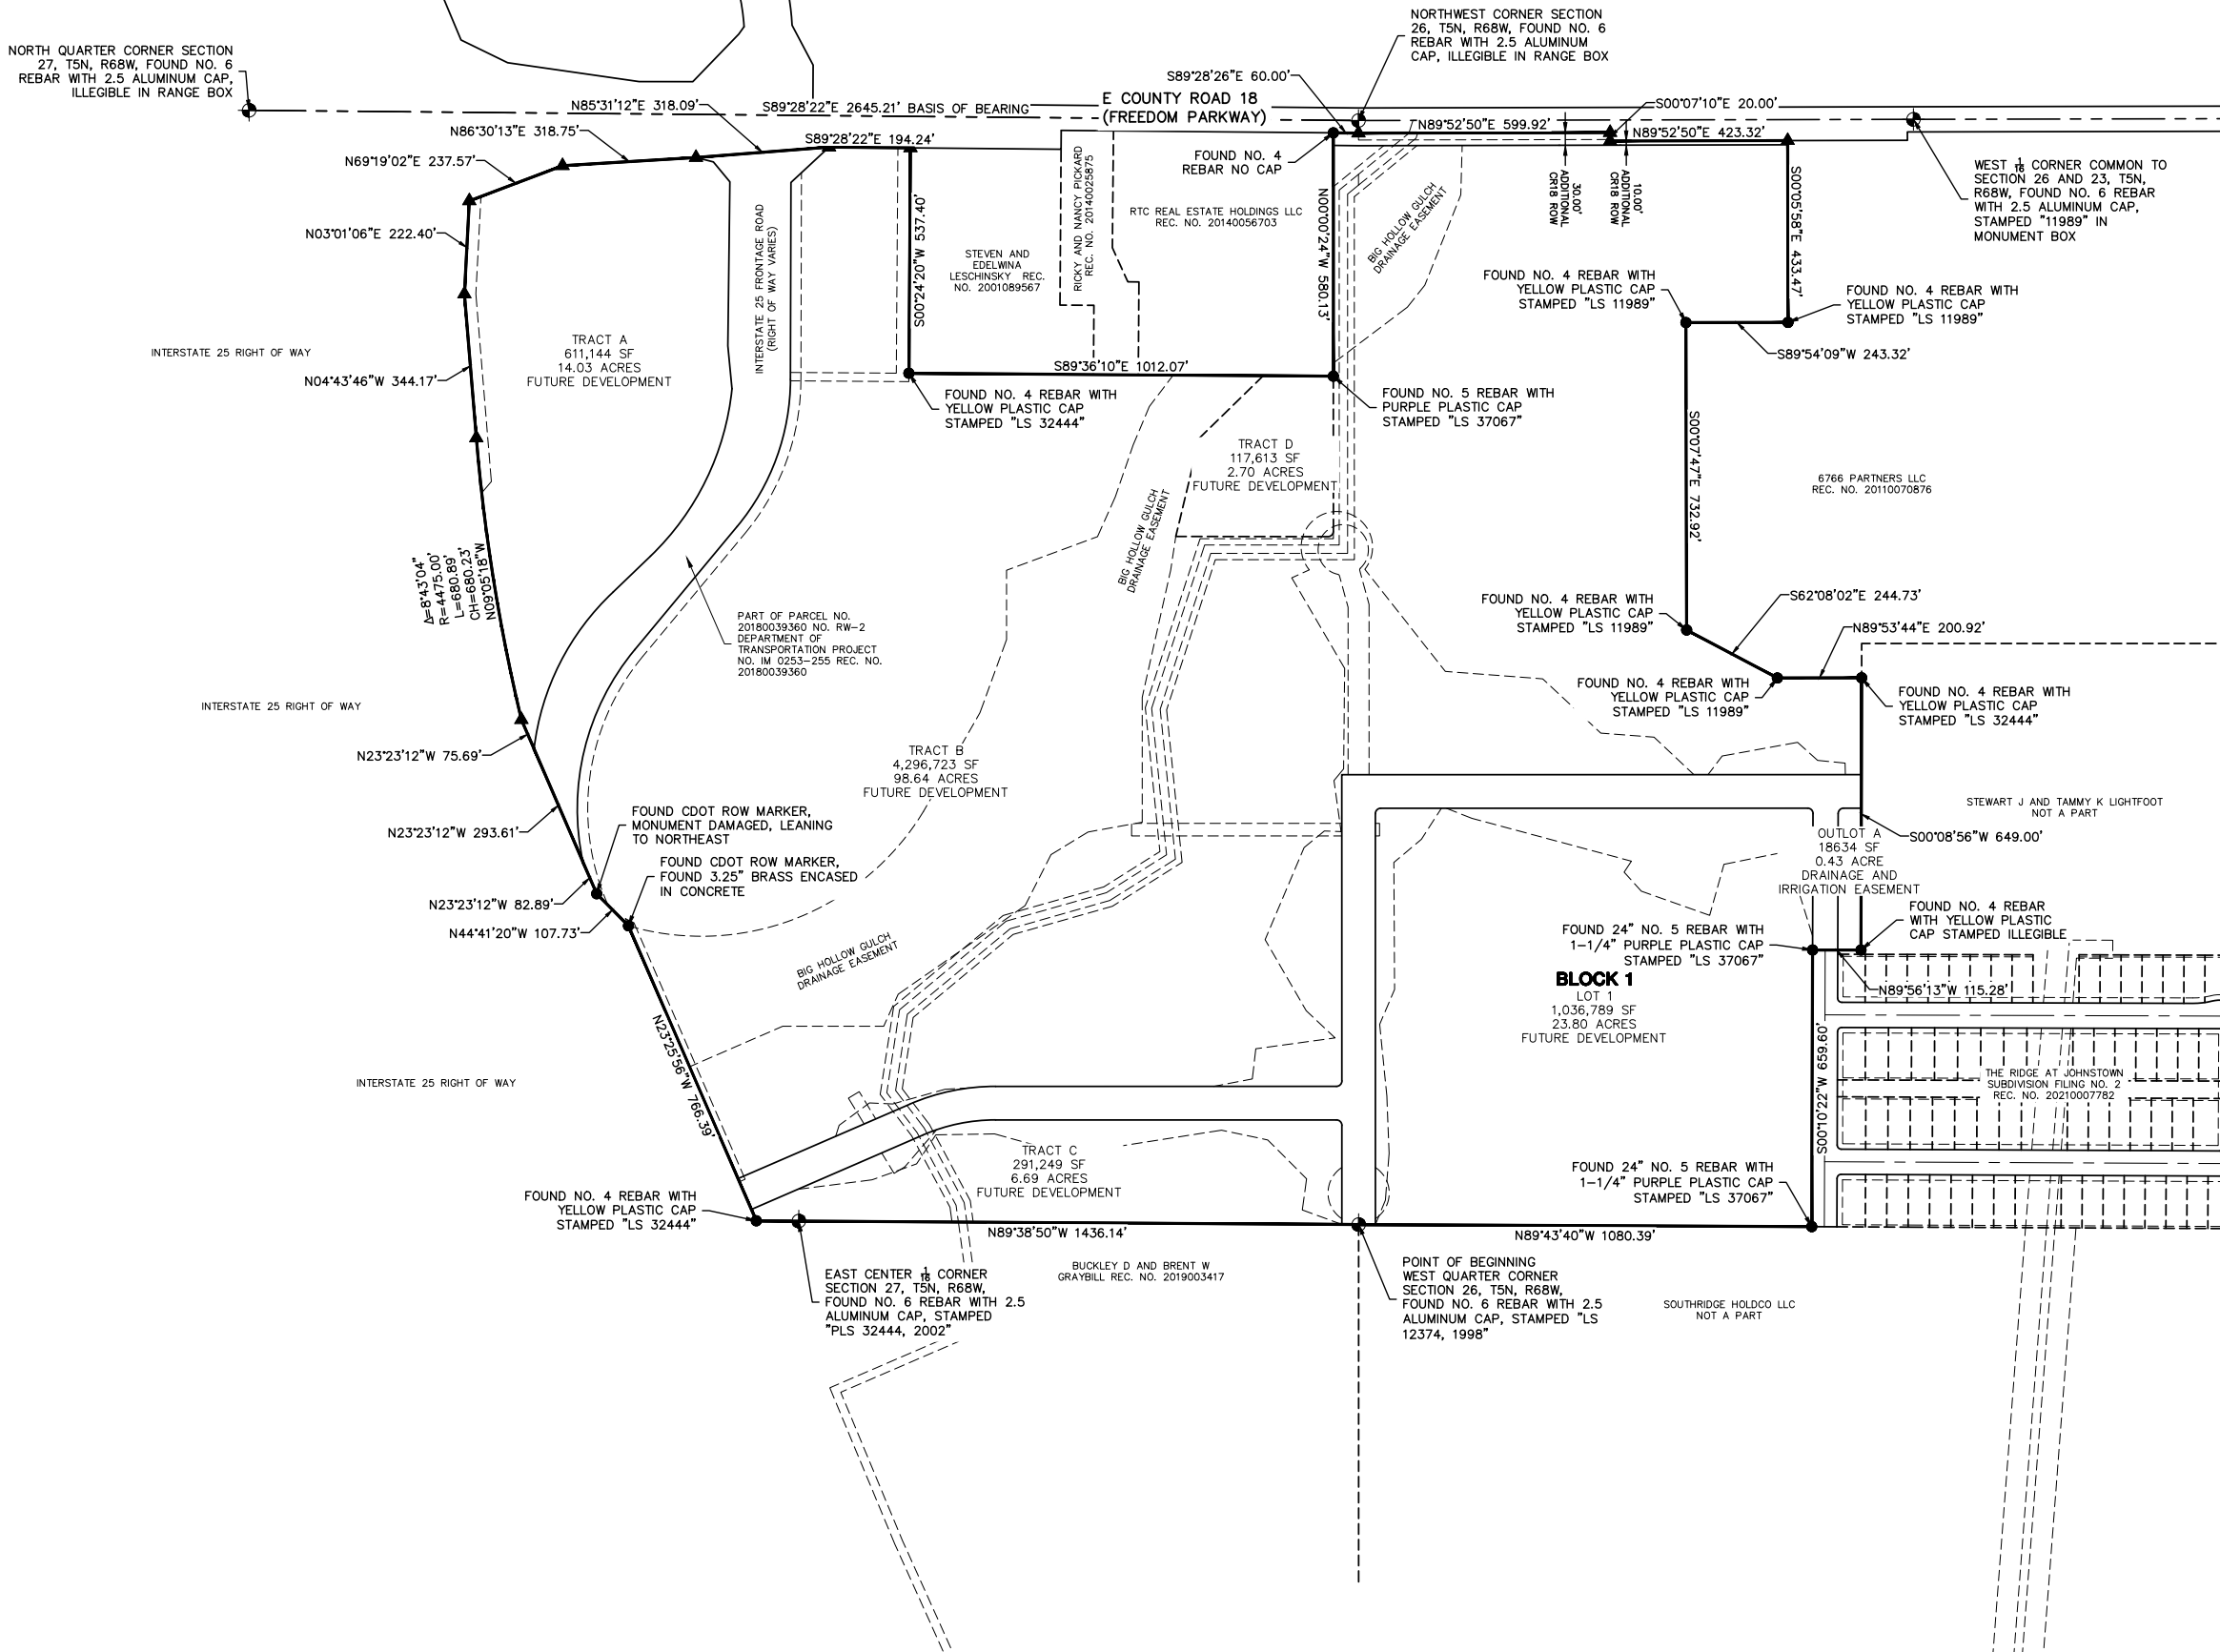 NORTH QUARTER CORNER SECTION
27, T5N, R68W, FOUND NO. 6
REBAR WITH 2.5 ALUMINUM CAP,
ILLEGIBLE IN RANGE BOX
NORTHWEST CORNER SECTION
26, T5N, R68W, FOUND NO. 6
REBAR WITH 2.5 ALUMINUM
CAP, ILLEGIBLE IN RANGE BOX
S89°28'26"E 60.00'
N85°31'12"E 318.09'
S89°28'22"E 2645.21' BASIS OF BEARING
E COUNTY ROAD 18
(FREEDOM PARKWAY)
S00°07'10"E 20.00'
N86°30'13"E 318.75'
S89°28'22"E 194.24'
N89°52'50"E 599.92'
N89°52'50"E 423.32'
N69°19'02"E 237.57'
FOUND NO. 4
REBAR NO CAP
WEST 1/16 CORNER COMMON TO
SECTION 26 AND 23, T5N,
R68W, FOUND NO. 6 REBAR
WITH 2.5 ALUMINUM CAP,
STAMPED "11989" IN
MONUMENT BOX
30.00'
ADDITIONAL
CR18 ROW
10.00'
ADDITIONAL
CR18 ROW
N03°01'06"E 222.40'
INTERSTATE 25 FRONTAGE ROAD
(RIGHT OF WAY VARIES)
S00°24'20"W 537.40'
STEVEN AND
EDELWINA
LESCHINSKY REC.
NO. 2001089567
RICKY AND NANCY PICKARD
REC. NO. 20140025875
RTC REAL ESTATE HOLDINGS LLC
REC. NO. 20140056703
N00°00'24"W 580.13'
BIG HOLLOW GULCH
DRAINAGE EASEMENT
S00°05'58"E 433.47'
FOUND NO. 4 REBAR WITH
YELLOW PLASTIC CAP
STAMPED "LS 11989"
FOUND NO. 4 REBAR WITH
YELLOW PLASTIC CAP
STAMPED "LS 11989"
INTERSTATE 25 RIGHT OF WAY
TRACT A
611,144 SF
14.03 ACRES
FUTURE DEVELOPMENT
N04°43'46"W 344.17'
S89°36'10"E 1012.07'
S89°54'09"W 243.32'
FOUND NO. 4 REBAR WITH
YELLOW PLASTIC CAP
STAMPED "LS 32444"
FOUND NO. 5 REBAR WITH
PURPLE PLASTIC CAP
STAMPED "LS 37067"
TRACT D
117,613 SF
2.70 ACRES
FUTURE DEVELOPMENT
S00°07'47"E 732.92'
6766 PARTNERS LLC
REC. NO. 20110070876
BIG HOLLOW GULCH
DRAINAGE EASEMENT
Δ=8°43'04"
R=4475.00'
L=680.89'
CH=680.23'
N09°05'18"W
PART OF PARCEL NO.
20180039360 NO. RW-2
DEPARTMENT OF
TRANSPORTATION PROJECT
NO. IM 0253-255 REC. NO.
20180039360
FOUND NO. 4 REBAR WITH
YELLOW PLASTIC CAP
STAMPED "LS 11989"
S62°08'02"E 244.73'
N89°53'44"E 200.92'
FOUND NO. 4 REBAR WITH
YELLOW PLASTIC CAP
STAMPED "LS 11989"
FOUND NO. 4 REBAR WITH
YELLOW PLASTIC CAP
STAMPED "LS 32444"
INTERSTATE 25 RIGHT OF WAY
N23°23'12"W 75.69'
TRACT B
4,296,723 SF
98.64 ACRES
FUTURE DEVELOPMENT
STEWART J AND TAMMY K LIGHTFOOT
NOT A PART
N23°23'12"W 293.61'
FOUND CDOT ROW MARKER,
MONUMENT DAMAGED, LEANING
TO NORTHEAST
S00°08'56"W 649.00'
OUTLOT A
18634 SF
0.43 ACRE
DRAINAGE AND
IRRIGATION EASEMENT
FOUND CDOT ROW MARKER,
FOUND 3.25" BRASS ENCASED
IN CONCRETE
N23°23'12"W 82.89'
N44°41'20"W 107.73'
FOUND NO. 4 REBAR
WITH YELLOW PLASTIC
CAP STAMPED ILLEGIBLE
FOUND 24" NO. 5 REBAR WITH
1-1/4" PURPLE PLASTIC CAP
STAMPED "LS 37067"
BIG HOLLOW GULCH
DRAINAGE EASEMENT
BLOCK 1
LOT 1
1,036,789 SF
23.80 ACRES
FUTURE DEVELOPMENT
N89°56'13"W 115.28'
N23°25'56"W 766.39'
S00°10'22"W 659.60'
INTERSTATE 25 RIGHT OF WAY
THE RIDGE AT JOHNSTOWN
SUBDIVISION FILING NO. 2
REC. NO. 20210007782
TRACT C
291,249 SF
6.69 ACRES
FUTURE DEVELOPMENT
FOUND 24" NO. 5 REBAR WITH
1-1/4" PURPLE PLASTIC CAP
STAMPED "LS 37067"
FOUND NO. 4 REBAR WITH
YELLOW PLASTIC CAP
STAMPED "LS 32444"
N89°38'50"W 1436.14'
N89°43'40"W 1080.39'
EAST CENTER 1/16 CORNER
SECTION 27, T5N, R68W,
FOUND NO. 6 REBAR WITH 2.5
ALUMINUM CAP, STAMPED
"PLS 32444, 2002"
BUCKLEY D AND BRENT W
GRAYBILL REC. NO. 2019003417
POINT OF BEGINNING
WEST QUARTER CORNER
SECTION 26, T5N, R68W,
FOUND NO. 6 REBAR WITH 2.5
ALUMINUM CAP, STAMPED "LS
12374, 1998"
SOUTHRIDGE HOLDCO LLC
NOT A PART